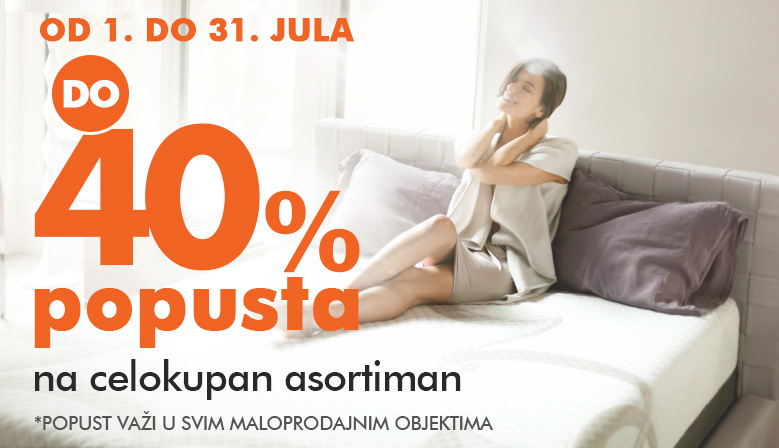 OD 1. DO 31. JULA
DO
40%
popusta
na celokupan asortiman
*POPUST VAŽI U SVIM MALOPRODAJNIM OBJEKTIMA